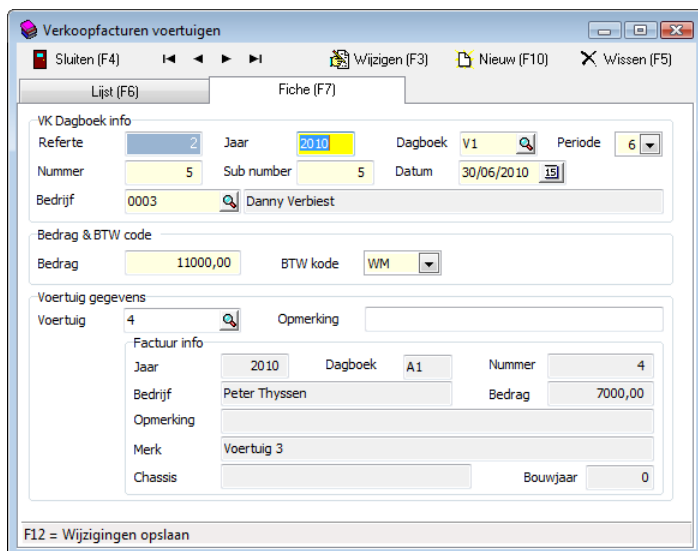 Verkoopfacturen voertuigen
Sluiten (F4) Wijzigen (F3) Nieuw (F10) Wissen (F5)
Lijst (F6) Fiche (F7)
VK Dagboek info
Referte 2 Jaar 2010 Dagboek V1 Periode 6
Nummer 5 Sub number 5 Datum 30/06/2010 15
Bedrijf 0003 Danny Verbiest
Bedrag & BTW code
Bedrag 11000,00 BTW kode WM
Voertuig gegevens
Voertuig 4 Opmerking
Factuur info
Jaar 2010 Dagboek A1 Nummer 4
Bedrijf Peter Thyssen Bedrag 7000,00
Opmerking
Merk Voertuig 3
Chassis Bouwjaar 0
F12 = Wijzigingen opslaan